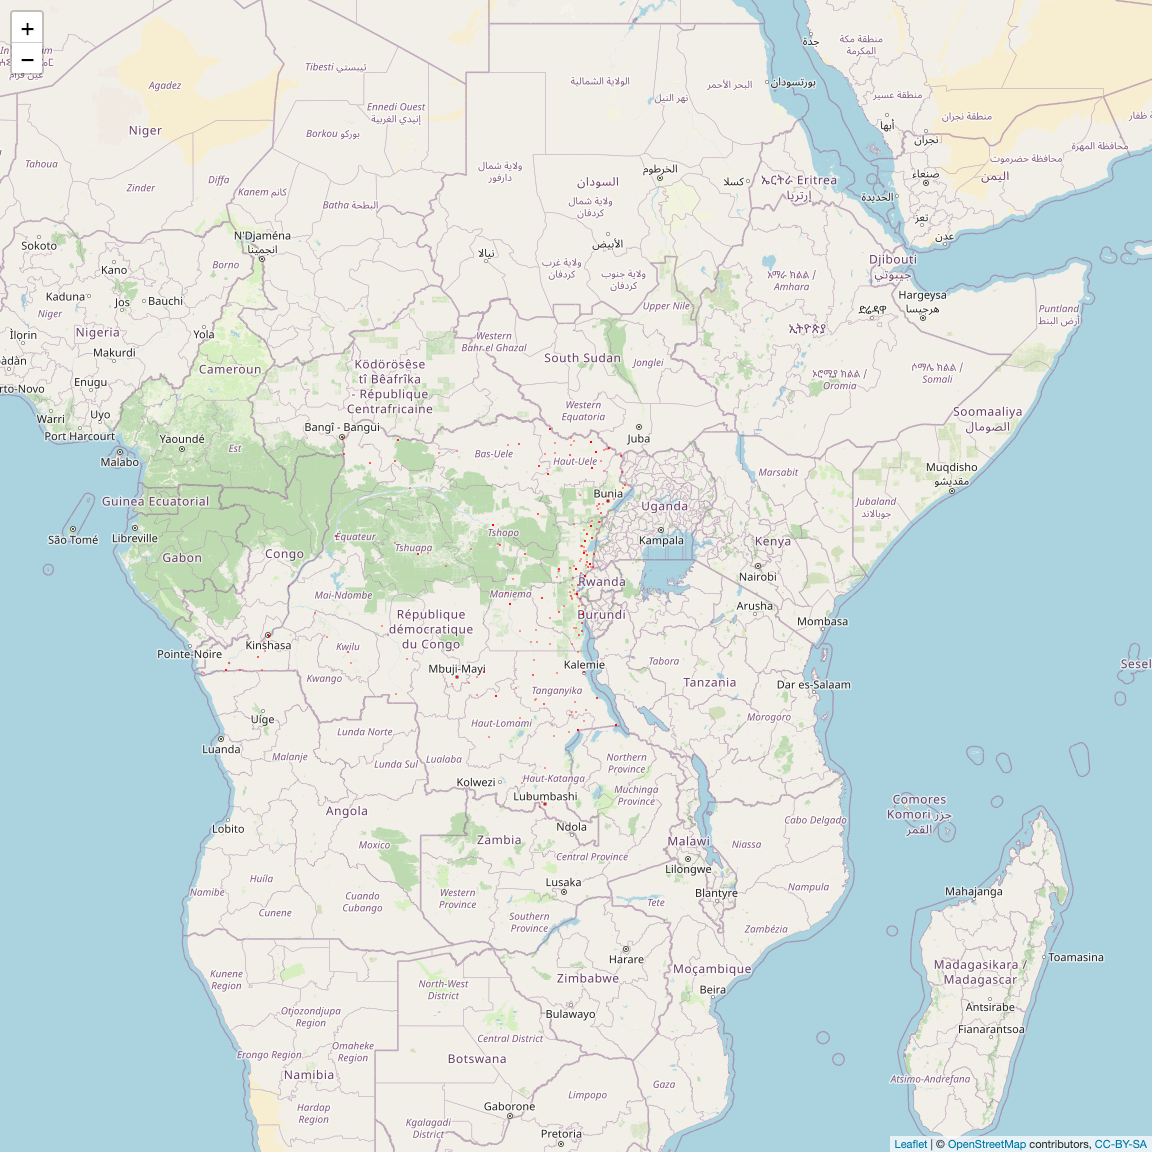 +
−
جدة
منطقة مكة
المكرمة
Tibesti تيبستي
Agadez
الولاية الشمالية
نهر النيل
البحر الأحمر
بورتسودان
منطقة عسير
Ennedi Ouest
إنيدي الغربية
Niger
Borkou بوركو
أبها
منطقة نجران
نجران
محافظة المهرة
محافظة حضرموت
Tahoua
Zinder
Diffa
Kanem كانم
ولاية شمال
دارفور
السودان
الخرطوم
كسلا
ኤርትራ Eritrea
إرتريا
صنعاء
اليمن
الحديدة
Batha البطحة
ولاية شمال
كردفان
تعز
عدن
Sokoto
N'Djaména
انجمينا
نيالا
الأبيض
Borno
Kano
ولاية غرب
كردفان
ولاية جنوب
كردفان
አማራ ክልል /
Amhara
Djibouti
جيبوتي
Kaduna
Jos
Bauchi
Niger
Upper Nile
ድሬዳዋ
Hargeysa
هرجيسا
Puntland
أرض البنط
Ilorin
Nigeria
Yola
Western
Bahr el Ghazal
ኢትዮጵያ
Makurdi
South Sudan
Jonglei
Cameroun
Ködörösêse
tî Bêafrîka
- République
Centrafricaine
ኦሮሚያ ክልል /
Oromia
ሶማሌ ክልል /
Somali
Enugu
rto-Novo
Warri
Uyo
Port Harcourt
Western
Equatoria
Soomaaliya
الصومال
Bangî - Bangui
Juba
Yaoundé
Est
Malabo
Bas-Uele
Haut-Uele
Marsabit
Muqdisho
مقديشو
Guinea Ecuatorial
Bunia
Uganda
Jubaland
جوبالاند
São Tomé
Libreville
Équateur
Tshopo
Kampala
Kenya
Gabon
Congo
Tshuapa
Nairobi
Mai-Ndombe
Maniema
Rwanda
République
démocratique
du Congo
Burundi
Arusha
Mombasa
Kinshasa
Kwilu
Pointe-Noire
Mbuji-Mayi
Kalemie
Tabora
Tanzania
Dar es-Salaam
Sesel
Kwango
Tanganyika
Uíge
Haut-Lomami
Morogoro
Lunda Norte
Luanda
Malanje
Lunda Sul
Lualaba
Northern
Province
Kolwezi
Haut-Katanga
Lubumbashi
Muchinga
Province
Comores
Komori جزر
القمر
Angola
Lobito
Ndola
Cabo Delgado
Moxico
Zambia
Malawi
Niassa
Central Province
Lilongwe
Huíla
Lusaka
Namibe
Cuando
Cubango
Western
Province
Blantyre
Nampula
Mahajanga
Cunene
Tete
Southern
Province
Zambézia
Harare
Toamasina
Kunene
Region
North-West
District
Zimbabwe
Moçambique
Madagasikara /
Madagascar
Beira
Otjozondjupa
Region
Bulawayo
Antsirabe
Fianarantsoa
Erongo Region
Omaheke
Region
Central District
Botswana
Namibia
Gaza
Atsimo-Andrefana
Limpopo
Hardap
Region
Gaborone
Kgalagadi
District
Pretoria
Leaflet | © OpenStreetMap contributors, CC-BY-SA